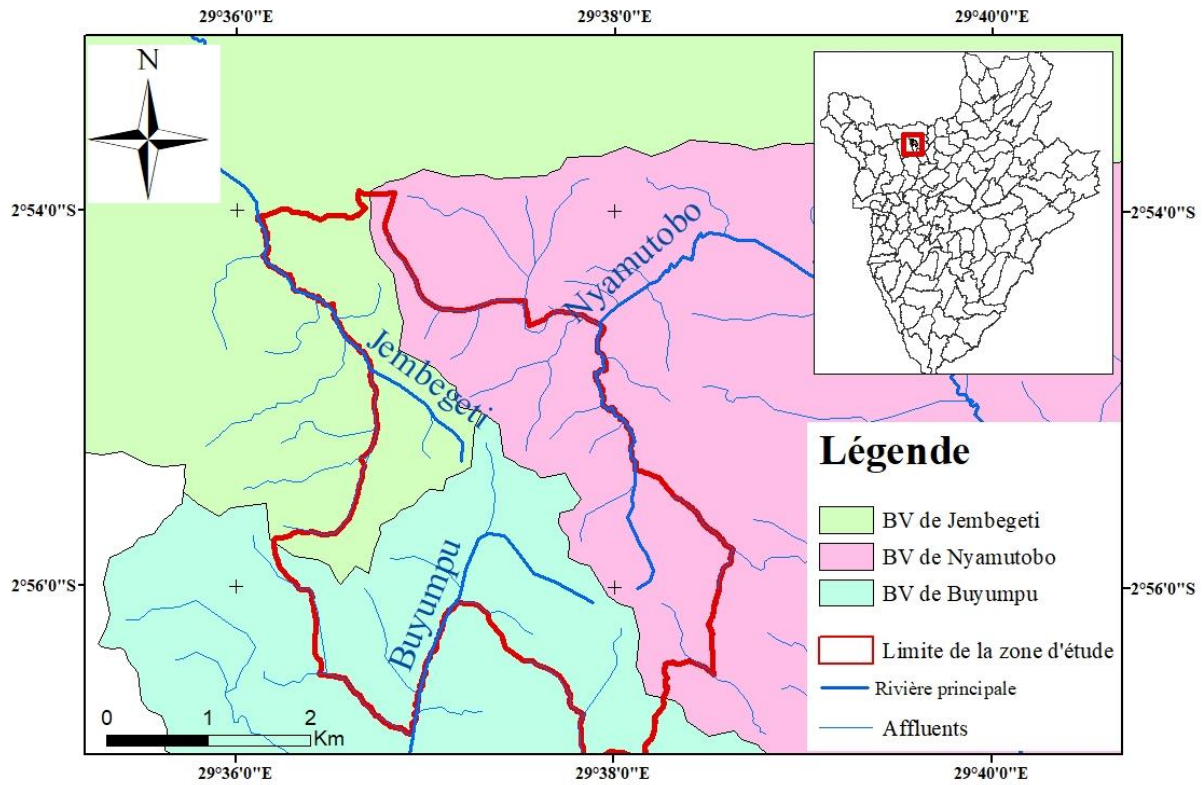 29°36'0"E
29°38'0"E
29°40'0"E
N
2°54'0"S
2°54'0"S
Nyamutobo
Jembegeti
Légende
BV de Jembegeti
BV de Nyamutobo
BV de Buyumpu
Buyumpu
2°56'0"S
2°56'0"S
Limite de la zone d'étude
Rivière principale
Affluents
0 1 2
Km
29°36'0"E
29°38'0"E
29°40'0"E